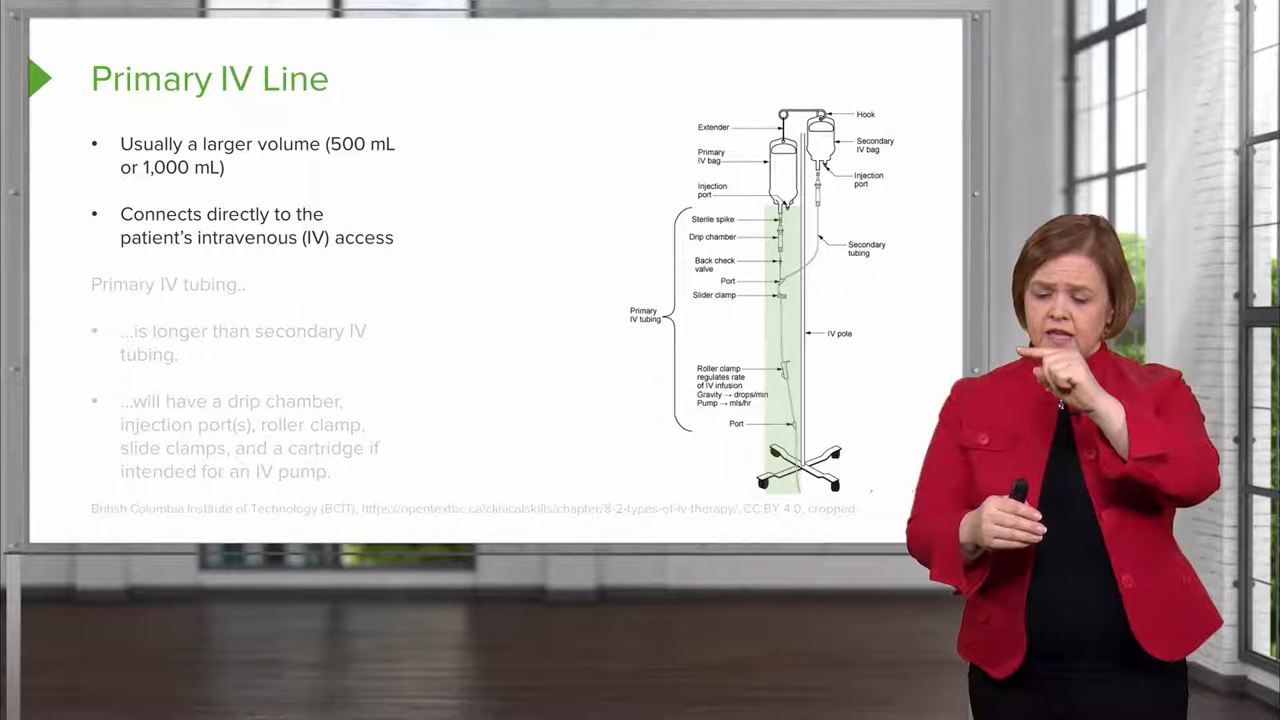 Primary IV Line
• Usually a larger volume (500 mL
or 1,000 mL)
• Connects directly to the
patient's intravenous (IV) access
Primary IV tubing..
• ...is longer than secondary IV
tubing.
• ...will have a drip chamber,
injection port(s), roller clamp,
slide clamps, and a cartridge if
intended for an IV pump.
Hook
Extender
Secondary
IV bag
Primary
IV bag
Injection
port
Injection
port
Sterile spike
Drip chamber
Secondary
tubing
Back check
valve
Port
Slider clamp
Primary
IV tubing
IV pole
Roller clamp
regulates rate
of IV infusion
Gravity → drops/min
Pump → mls/hr
Port
British Columbia Institute of Technology (BCIT), https://opentextbc.ca/clinicalskills/chapter/8-2-types-of-iv-therapy/, CC BY 4.0, cropped